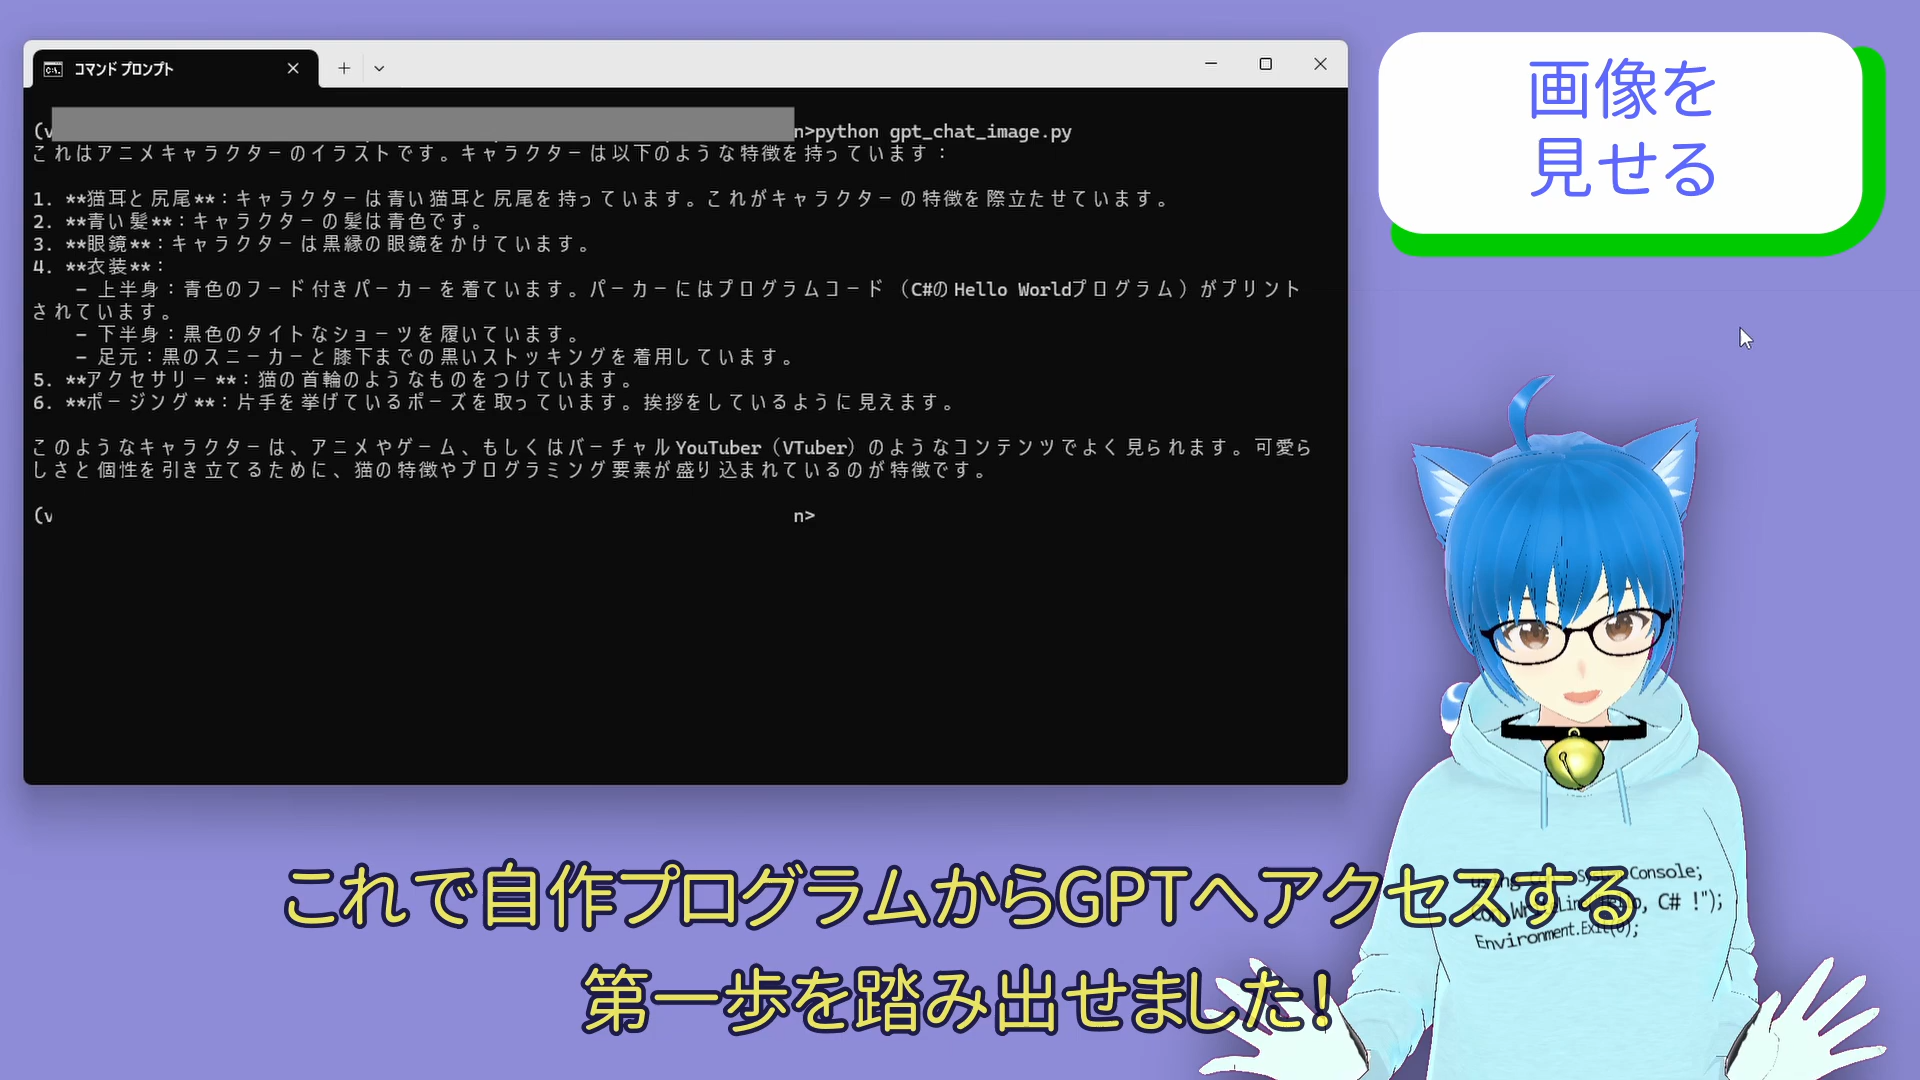 コマンド プロンプト
画像を
見せる
(v n>python gpt_chat_image.py
これはアニメキャラクターのイラストです。キャラクターは以下のような特徴を持っています：
1. **猫耳と尻尾**：キャラクターは青い猫耳と尻尾を持っています。これがキャラクターの特徴を際立たせています。
2. **青い髪**：キャラクターの髪は青色です。
3. **眼鏡**：キャラクターは黒縁の眼鏡をかけています。
4. **衣装**：
- 上半身：青色のフード付きパーカーを着ています。パーカーにはプログラムコード（C#のHello Worldプログラム）がプリント
されています。
- 下半身：黒色のタイトなショーツを履いています。
- 足元：黒のスニーカーと膝下までの黒いストッキングを着用しています。
5. **アクセサリー**：猫の首輪のようなものをつけています。
6. **ポージング**：片手を挙げているポーズを取っています。挨拶をしているように見えます。
このようなキャラクターは、アニメやゲーム、もしくはバーチャルYouTuber（VTuber）のようなコンテンツでよく見られます。可愛ら
しさと個性を引き立てるために、猫の特徴やプログラミング要素が盛り込まれているのが特徴です。
(v n>
Console;
C# !");
Environment.Exit(0);
これで自作プログラムからGPTへアクセスする
第一歩を踏み出せました！